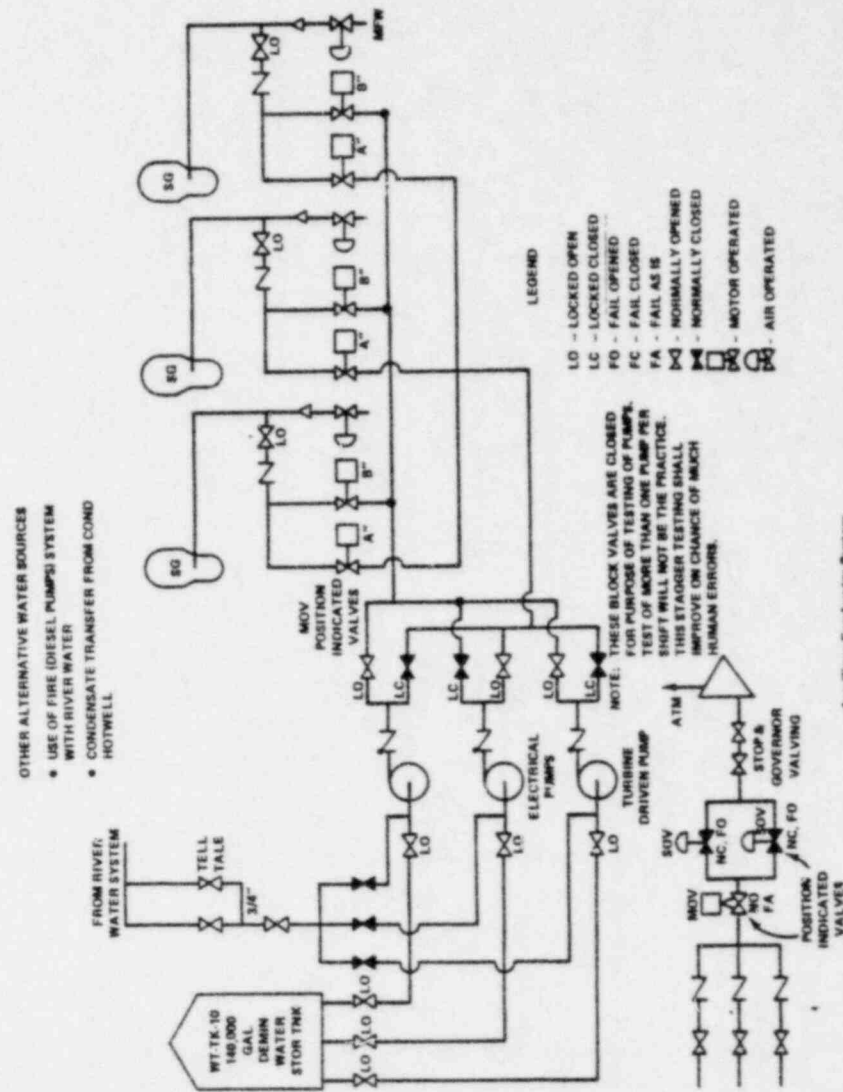 OTHER ALTERNATIVE WATER SOURCES
• USE OF FIRE (DIESEL PUMPS) SYSTEM
WITH RIVER WATER
• CONDENSATE TRANSFER FROM COND
HOTWELL
FROM RIVER
WATER SYSTEM
TELL
TALE
3/4"
WT-TK-10
140,000
GAL
DEMIN
WATER
STOR TNK
LO
LO
LO
LO
LO
LO
ELECTRICAL
PUMPS
TURBINE
DRIVEN PUMP
LO
LC
LC
LO
LO
LC
MOV
POSITION
INDICATED
VALVES
SG
LO
A"
B"
SG
LO
A"
B"
SG
LO
A"
B"
MFW
NOTE: THESE BLOCK VALVES ARE CLOSED
FOR PURPOSE OF TESTING OF PUMPS.
TEST OF MORE THAN ONE PUMP PER
SHIFT WILL NOT BE THE PRACTICE.
THIS STAGGER TESTING SHALL
IMPROVE ON CHANCE OF MUCH
HUMAN ERRORS.
LEGEND
LO - LOCKED OPEN
LC - LOCKED CLOSED
FO - FAIL OPENED
FC - FAIL CLOSED
FA - FAIL AS IS
- NORMALLY OPENED
- NORMALLY CLOSED
- MOTOR OPERATED
- AIR OPERATED
ATM
STOP &
GOVERNOR
VALVING
SOV
NC, FO
SOV
NC, FO
MOV
NO
FA
POSITION
INDICATED
VALVES